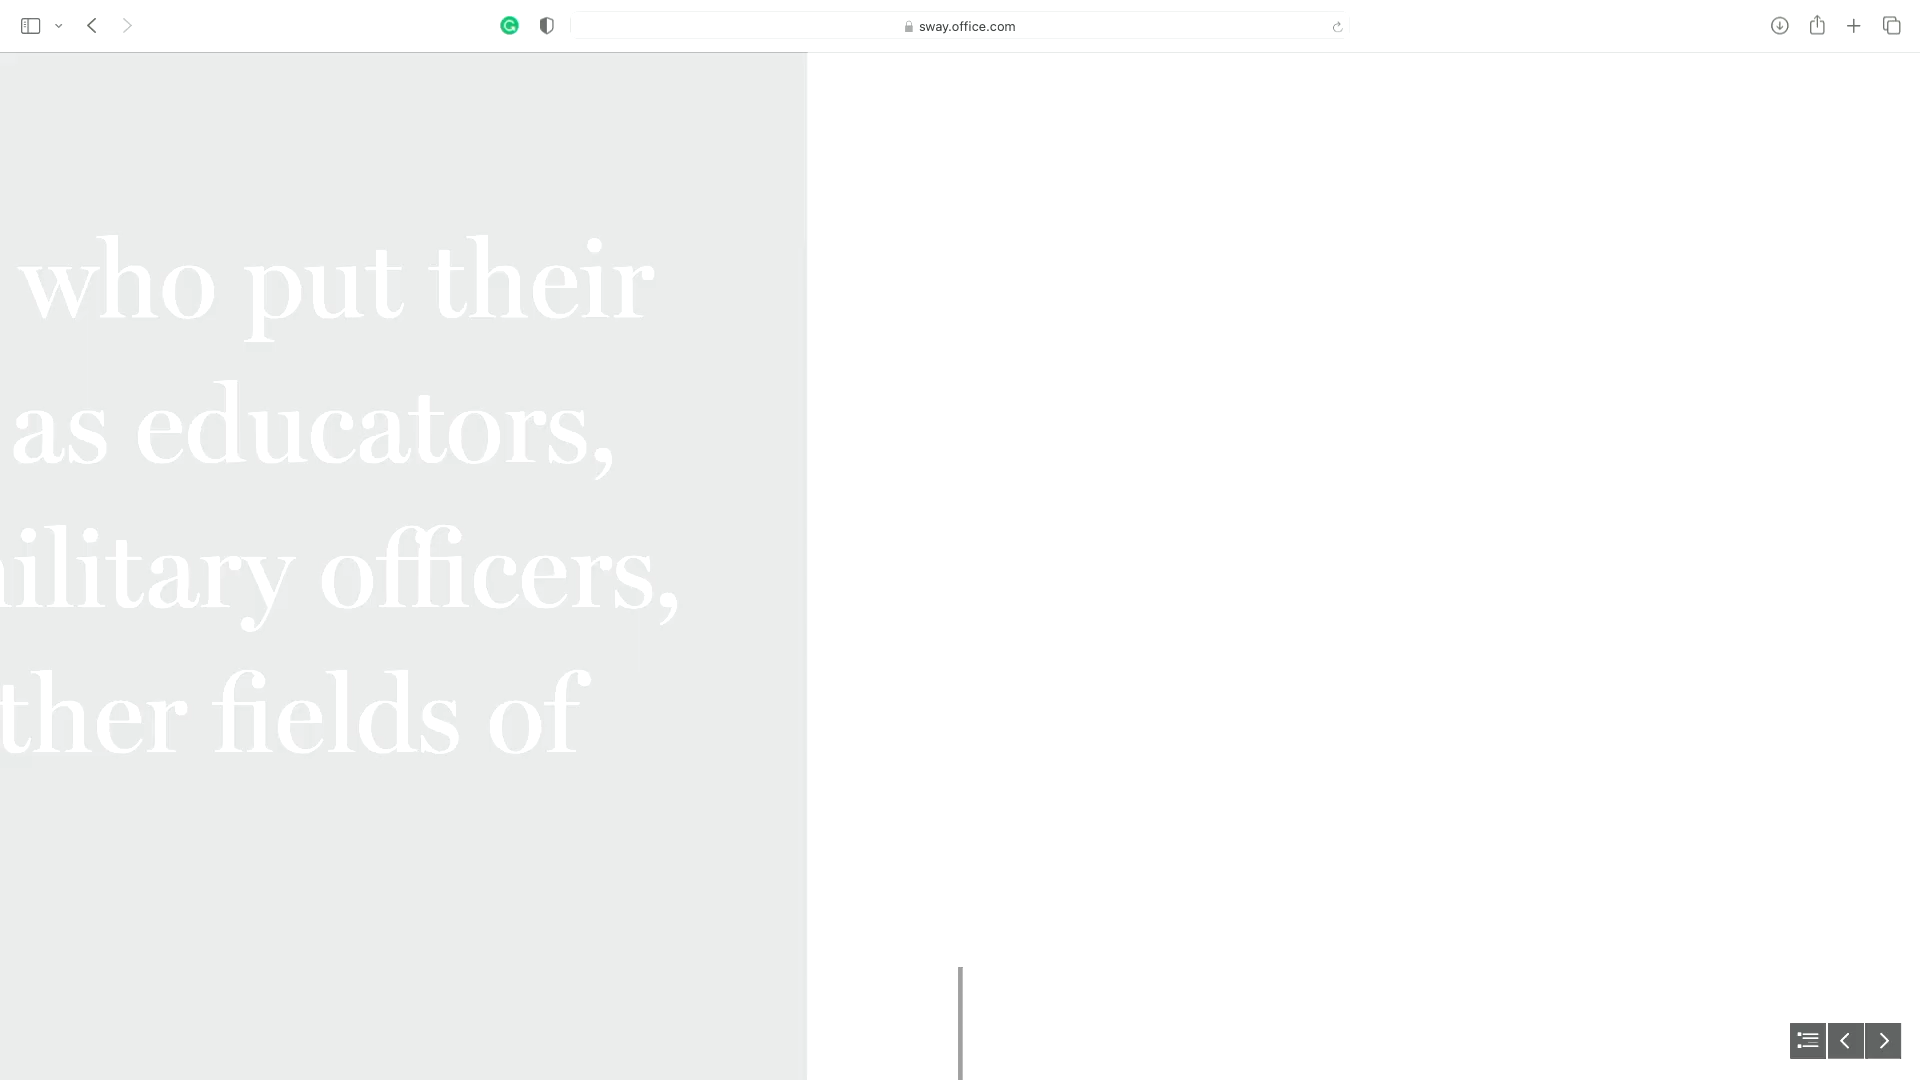 sway.office.com
who put their
as educators,
ilitary officers,
ther fields of